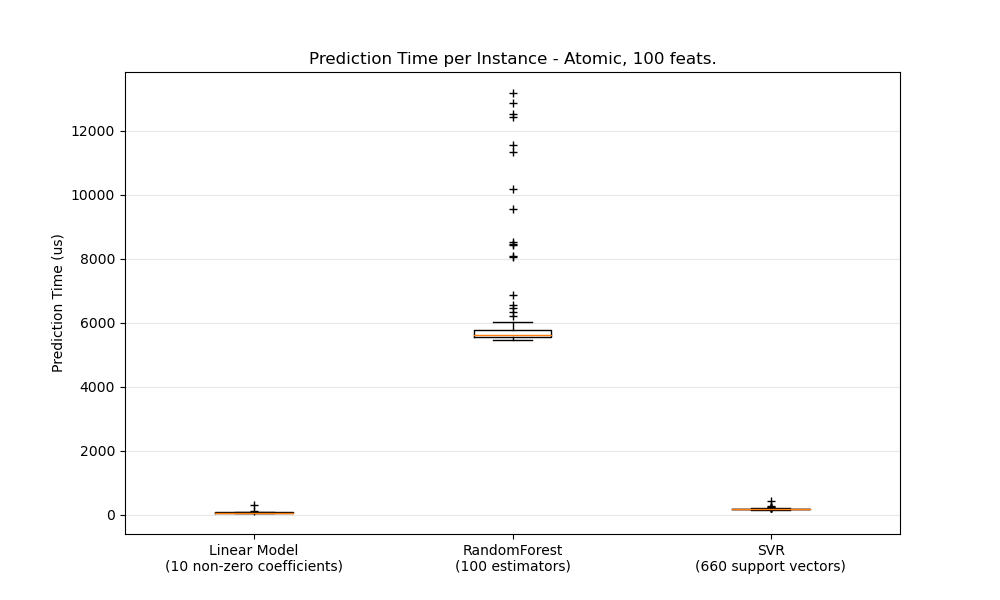 Prediction Time per Instance - Atomic, 100 feats.
Prediction Time (us)
12000
10000
8000
6000
4000
2000
0
Linear Model
(10 non-zero coefficients)
RandomForest
(100 estimators)
SVR
(660 support vectors)